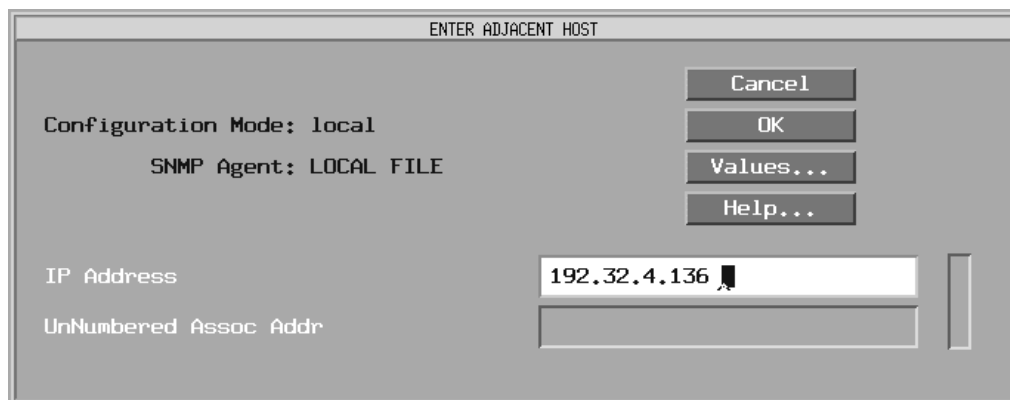 ENTER ADJACENT HOST
Cancel
Configuration Mode: local
OK
SNMP Agent: LOCAL FILE
Values...
Help...
IP Address
192.32.4.136
UnNumbered Assoc Addr